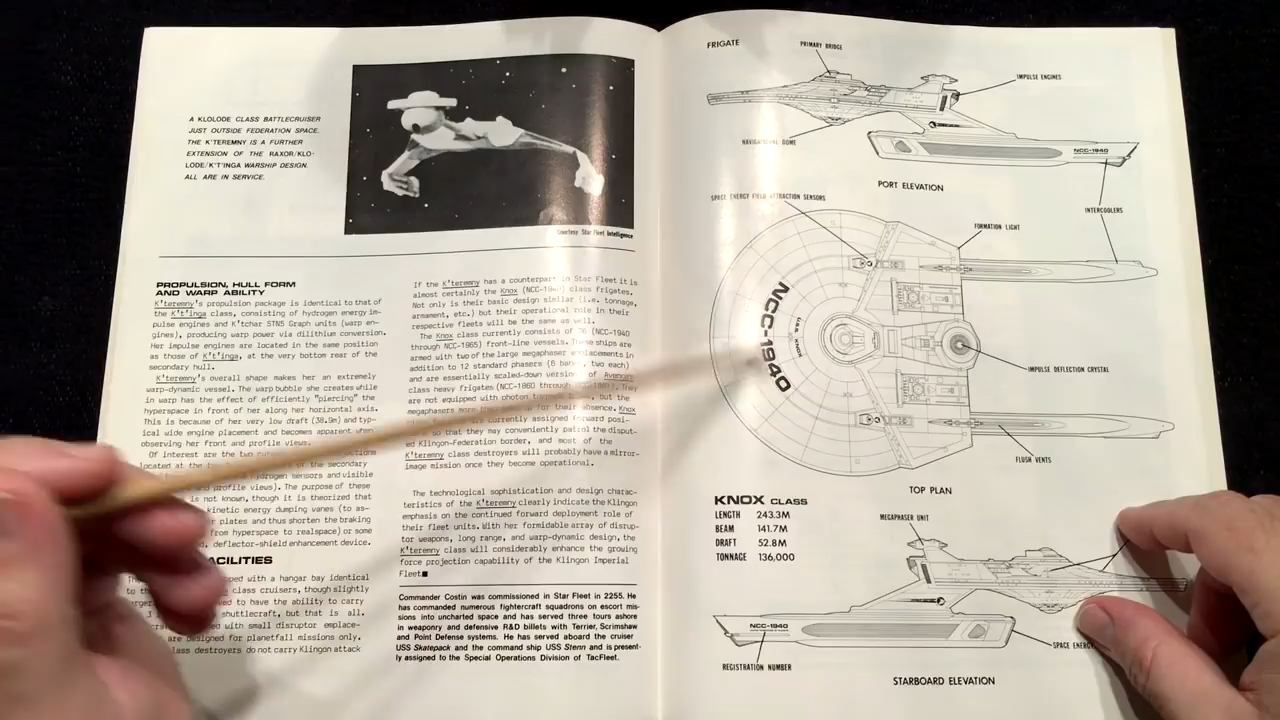 A KLOLODE CLASS BATTLECRUISER
JUST OUTSIDE FEDERATION SPACE.
THE K'TEREMNY IS A FURTHER
EXTENSION OF THE RAXOR/KLO-
LODE/K'T'INGA WARSHIP DESIGN.
ALL ARE IN SERVICE.
Courtesy Star Fleet Intelligence
PROPULSION, HULL FORM
AND WARP ABILITY
K'teremny's propulsion package is identical to that of
the K't'inga class, consisting of hydrogen energy im-
pulse engines and K'tchar STN5 Graph units (warp en-
gines), producing warp power via dilithium conversion.
Her impulse engines are located in the same position
as those of K't'inga, at the very bottom rear of the
secondary hull.
K'teremny's overall shape makes her an extremely
warp-dynamic vessel. The warp bubble she creates while
in warp has the effect of efficiently "piercing" the
hyperspace in front of her along her horizontal axis.
This is because of her very low draft (38.9m) and typ-
ical wide engine placement and becomes apparent when
observing her front and profile views.
Of interest are the two
located at the of the secondary
hydrogen sensors and visible
and profile views). The purpose of these
is not known, though it is theorized that
kinetic energy dumping vanes (to as-
plates and thus shorten the braking
from hyperspace to realspace) or some
deflector-shield enhancement device.
with a hangar bay identical
to class cruisers, though slightly
to have the ability to carry
3 shuttlecraft, but that is all.
with small disruptor emplace-
are designed for planetfall missions only.
class destroyers do not carry Klingon attack
If the K'teremny has a counterpart in Star Fleet it is
almost certainly the Knox (NCC-1940) class frigates.
Not only is their basic design similar (i.e. tonnage,
armament, etc.) but their operational role in their
respective fleets will be the same as well.
The Knox class currently consists of 26 (NCC-1940
through NCC-1965) front-line vessels. These ships are
armed with two of the large megaphaser emplacements in
addition to 12 standard phasers (6 banks, two each)
and are essentially scaled-down versions of Avenger
class heavy frigates (NCC-1860 through They
are not equipped with photon but the
megaphasers more up for their absence. Knox
currently assigned forward posi-
so that they may conveniently patrol the disput-
ed Klingon-Federation border, and most of the
K'teremny class destroyers will probably have a mirror-
image mission once they become operational.
The technological sophistication and design charac-
teristics of the K'teremny clearly indicate the Klingon
emphasis on the continued forward deployment role of
their fleet units. With her formidable array of disrup-
tor weapons, long range, and warp-dynamic design, the
K'teremny class will considerably enhance the growing
force projection capability of the Klingon Imperial
Fleet■
Commander Costin was commissioned in Star Fleet in 2255. He
has commanded numerous fightercraft squadrons on escort mis-
sions into uncharted space and has served three tours ashore
in weaponry and defensive R&D billets with Terrier, Scrimshaw
and Point Defense systems. He has served aboard the cruiser
USS Skatepack and the command ship USS Stenn and is present-
ly assigned to the Special Operations Division of TacFleet.
FRIGATE
PRIMARY BRIDGE
IMPULSE ENGINES
NAVIGATIONAL DOME
NCC-1940
PORT ELEVATION
INTERCOOLERS
SPACE ENERGY FIELD ATTRACTION SENSORS
FORMATION LIGHT
NCC-1940
U.S.S. KNOX
IMPULSE DEFLECTION CRYSTAL
FLUSH VENTS
TOP PLAN
KNOX CLASS
LENGTH 243.3M
BEAM 141.7M
DRAFT 52.8M
TONNAGE 136,000
MEGAPHASER UNIT
NCC-1940
SPACE ENERGY
REGISTRATION NUMBER
STARBOARD ELEVATION